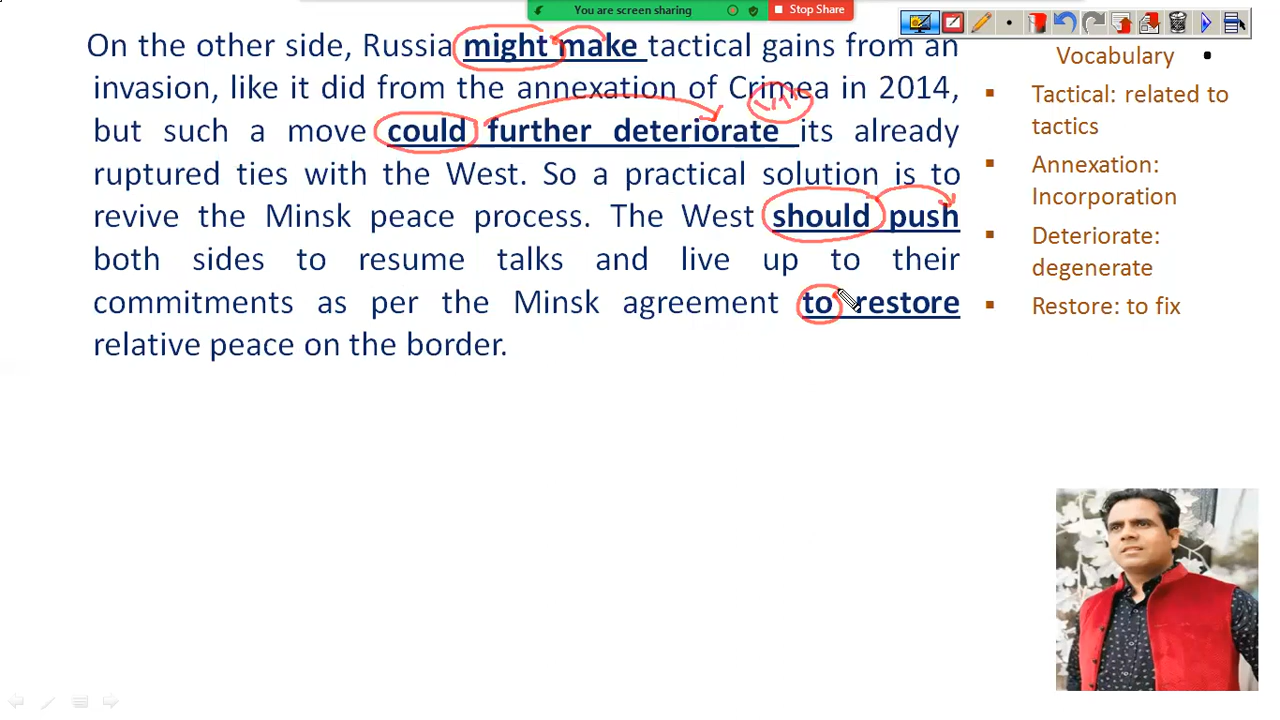 You are screen sharing
Stop Share
On the other side, Russia might make tactical gains from an
invasion, like it did from the annexation of Crimea in 2014,
but such a move could further deteriorate its already
ruptured ties with the West. So a practical solution is to
revive the Minsk peace process. The West should push
both sides to resume talks and live up to their
commitments as per the Minsk agreement to restore
relative peace on the border.
Vocabulary
Tactical: related to
tactics
Annexation:
Incorporation
Deteriorate:
degenerate
Restore: to fix